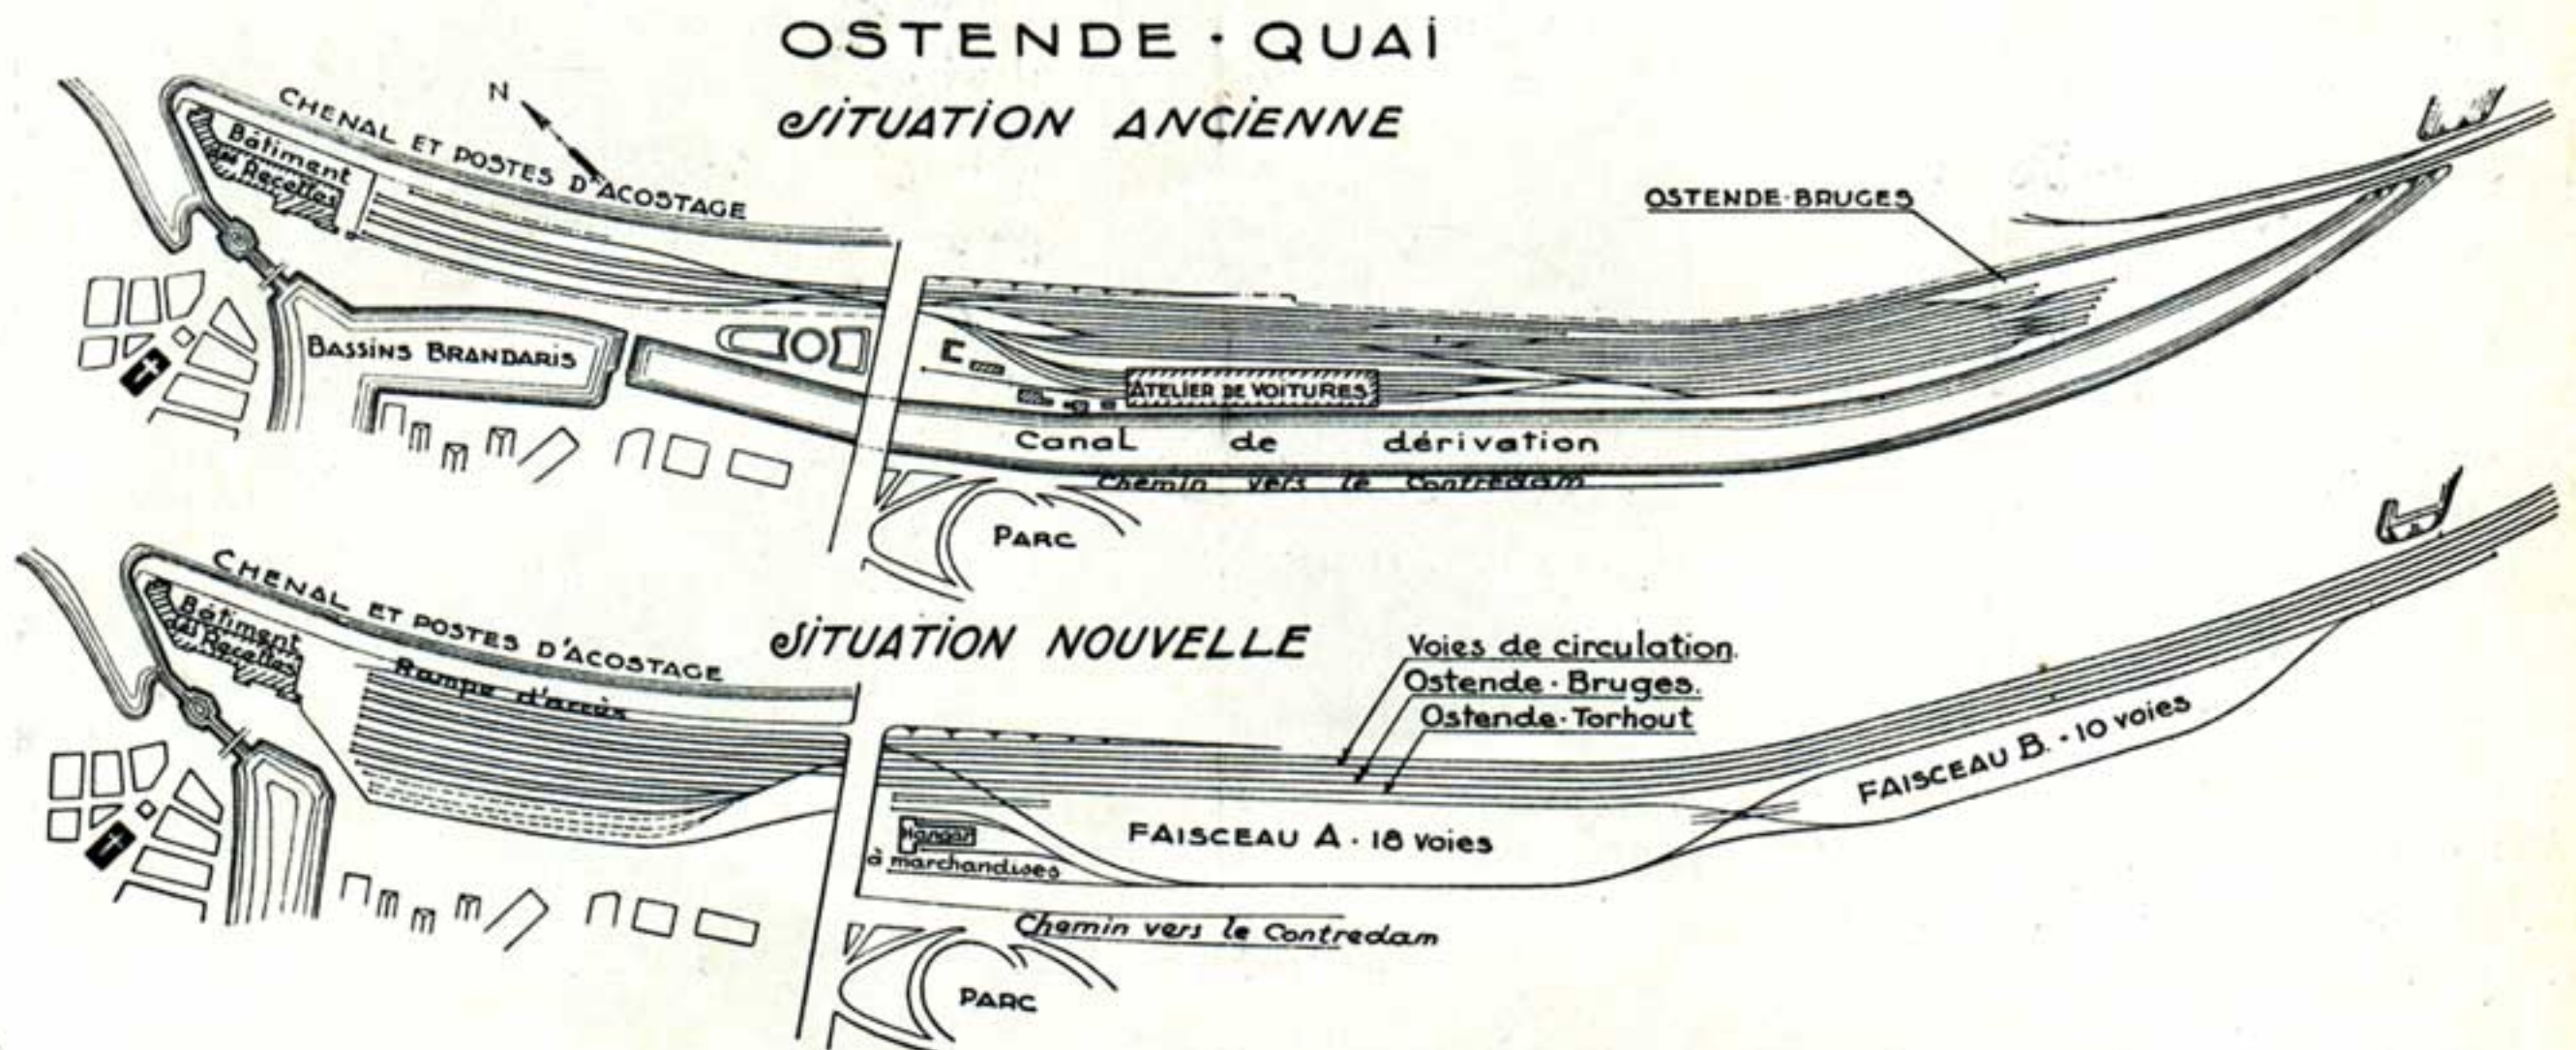 OSTENDE · QUAI
SITUATION ANCIENNE
N
CHENAL ET POSTES D'ACOSTAGE
Bâtiment
des Recettes
OSTENDE-BRUGES
BASSINS BRANDARIS
ATELIER DE VOITURES
Canal de dérivation
Chemin vers le Contredam
PARC
SITUATION NOUVELLE
CHENAL ET POSTES D'ACOSTAGE
Bâtiment
des Recettes
Rampe d'accès
Voies de circulation.
Ostende · Bruges.
Ostende · Torhout
FAISCEAU B. - 10 voies
FAISCEAU A · 18 voies
Hangar
à marchandises
Chemin vers le Contredam
PARC